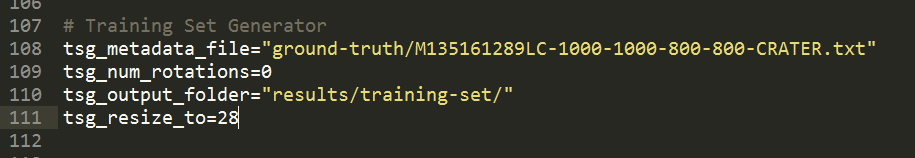 106
107 # Training Set Generator
108 tsg_metadata_file="ground-truth/M135161289LC-1000-1000-800-800-CRATER.txt"
109 tsg_num_rotations=0
110 tsg_output_folder="results/training-set/"
111 tsg_resize_to=28
112